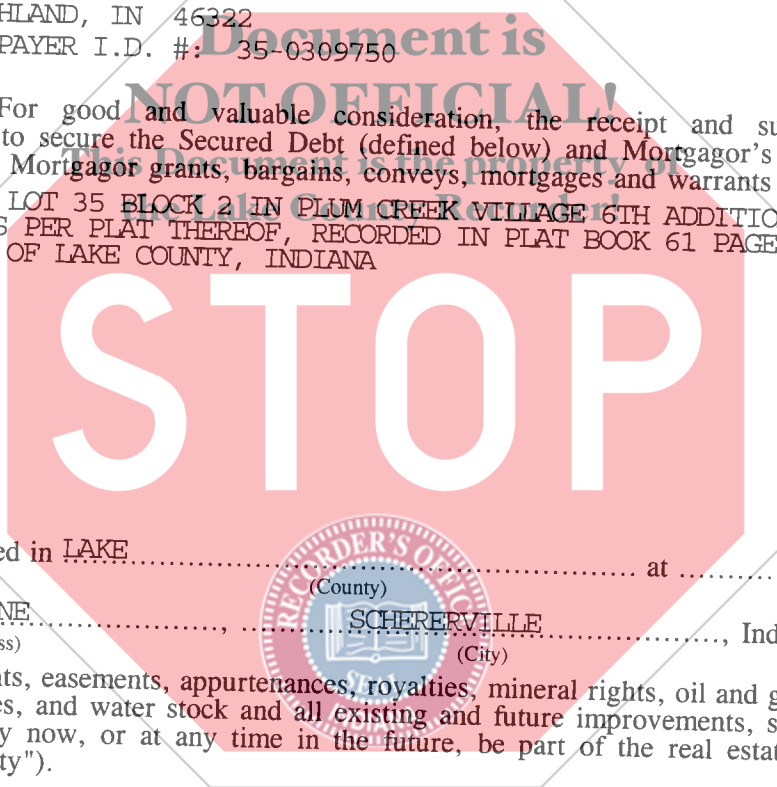 HLAND, IN 46322
PAYER I.D. #: 35-0309750
Document is
NOT OFFICIAL!
This Document is the property of
the Lake County Recorder!
For good and valuable consideration, the receipt and su
to secure the Secured Debt (defined below) and Mortgagor's
Mortgagor grants, bargains, conveys, mortgages and warrants
LOT 35 BLOCK 2 IN PLUM CREEK VILLAGE 6TH ADDITIO
S PER PLAT THEREOF, RECORDED IN PLAT BOOK 61 PAGE
OF LAKE COUNTY, INDIANA
STOP
ed in LAKE at
(County)
NE , SCHERERVILLE , Ind
ss) (City)
RECORDER'S OFFIC
SEAL
nts, easements, appurtenances, royalties, mineral rights, oil and g
es, and water stock and all existing and future improvements, s
y now, or at any time in the future, be part of the real estat
ty").